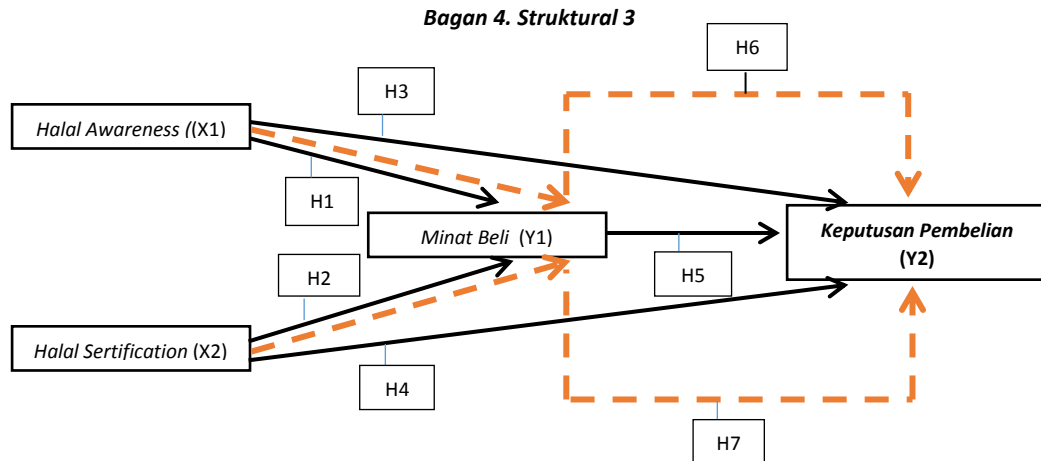 Bagan 4. Struktural 3
H6
H3
Halal Awareness ((X1)
H1
Minat Beli (Y1)
Keputusan Pembelian
(Y2)
H2
H5
Halal Sertification (X2)
H4
H7